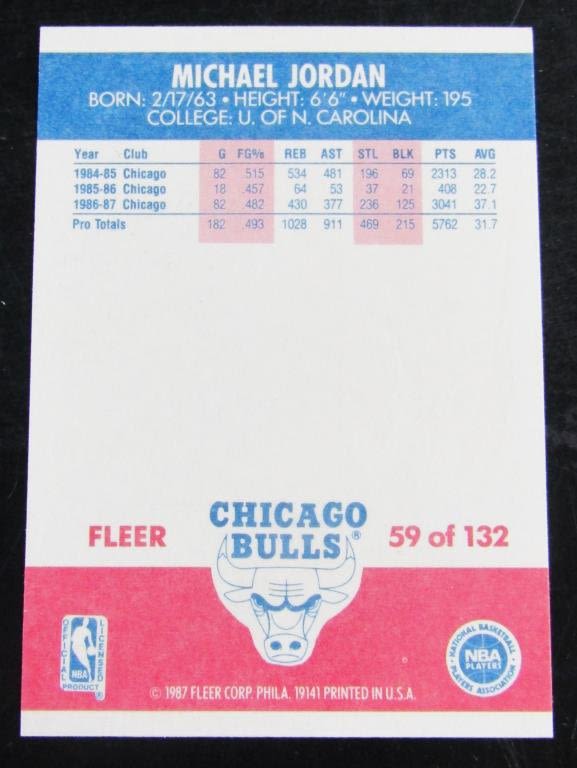 MICHAEL JORDAN
BORN: 2/17/63 • HEIGHT: 6'6" • WEIGHT: 195
COLLEGE: U. OF N. CAROLINA
Year Club G FG% REB AST STL BLK PTS AVG
1984-85 Chicago 82 .515 534 481 196 69 2313 28.2
1985-86 Chicago 18 .457 64 53 37 21 408 22.7
1986-87 Chicago 82 .482 430 377 236 125 3041 37.1
Pro Totals 182 .493 1028 911 469 215 5762 31.7
CHICAGO
BULLS®
FLEER
59 of 132
OFFICIAL LICENSED
NBA
PRODUCT ®
NATIONAL BASKETBALL
NBA
PLAYERS
PLAYERS ASSOCIATION
© 1987 FLEER CORP. PHILA. 19141 PRINTED IN U.S.A.